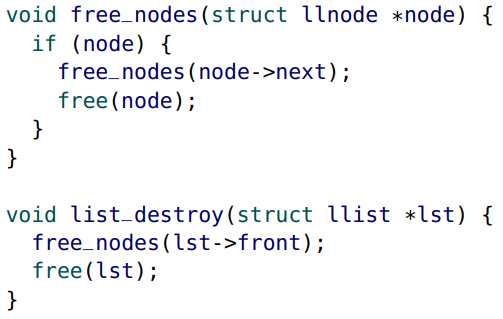 void free_nodes(struct llnode *node) {
  if (node) {
    free_nodes(node->next);
    free(node);
  }
}

void list_destroy(struct llist *lst) {
  free_nodes(lst->front);
  free(lst);
}